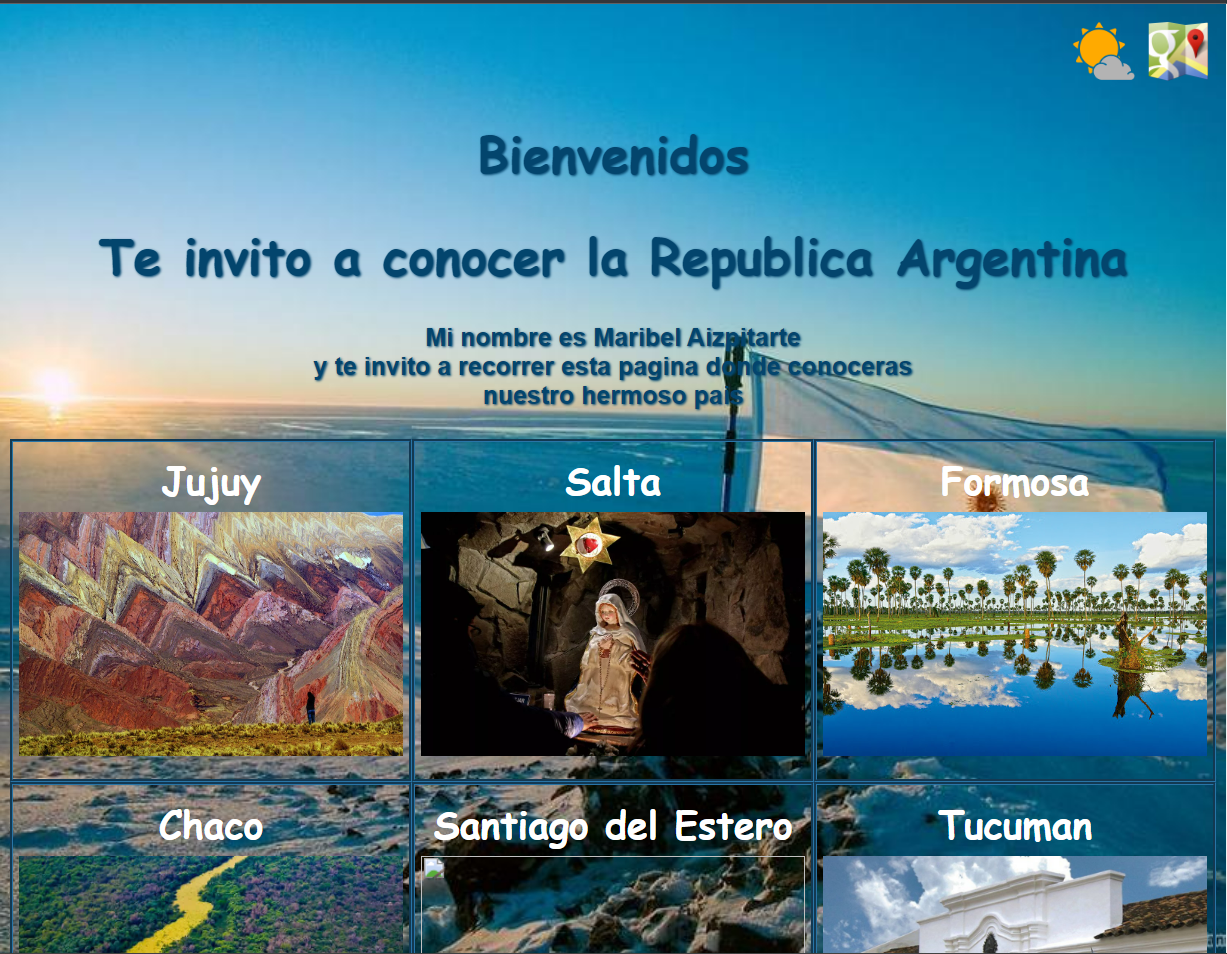 Bienvenidos
Te invito a conocer la Republica Argentina
Mi nombre es Maribel Aizpitarte
y te invito a recorrer esta pagina donde conoceras
nuestro hermoso pais
Jujuy
Salta
Formosa
Chaco
Santiago del Estero
Tucuman